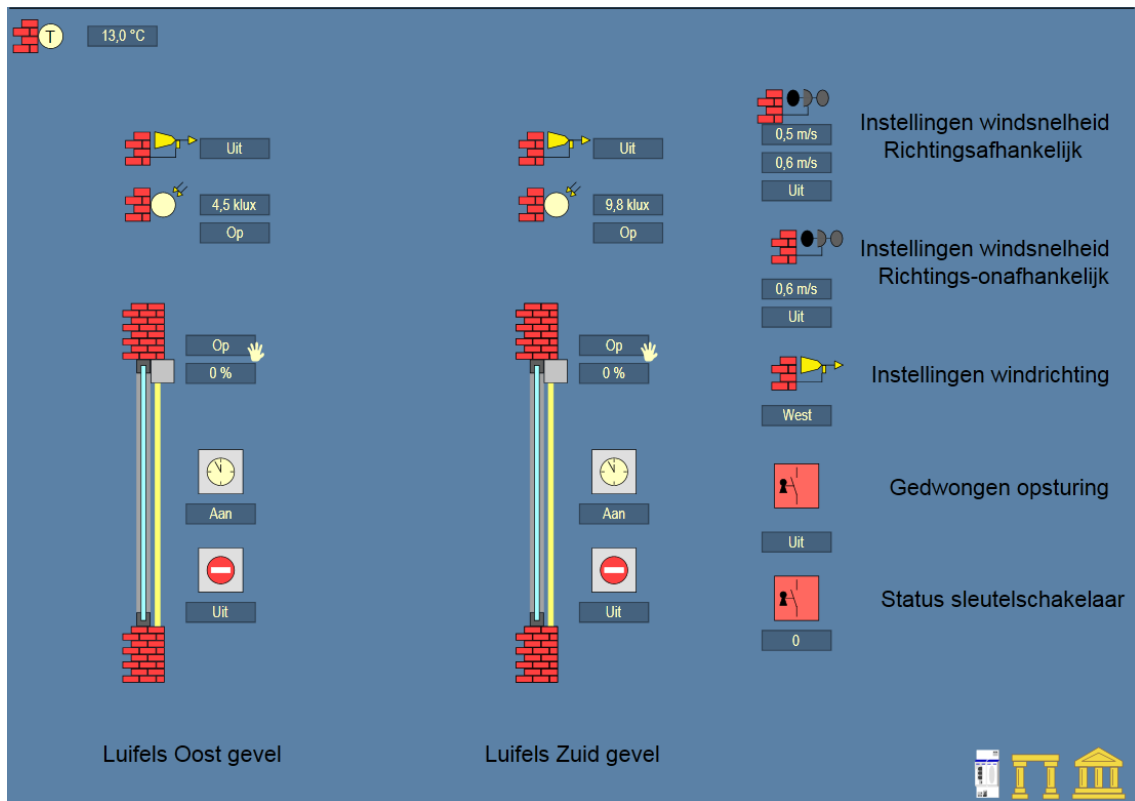 T
13,0 °C
Uit
4,5 klux
Op
Op
0 %
Aan
Uit
Luifels Oost gevel
Uit
9,8 klux
Op
Op
0 %
Aan
Uit
Luifels Zuid gevel
Instellingen windsnelheid
Richtingsafhankelijk
0,5 m/s
0,6 m/s
Uit
Instellingen windsnelheid
Richtings-onafhankelijk
0,6 m/s
Uit
Instellingen windrichting
West
Gedwongen opsturing
Uit
Status sleutelschakelaar
0